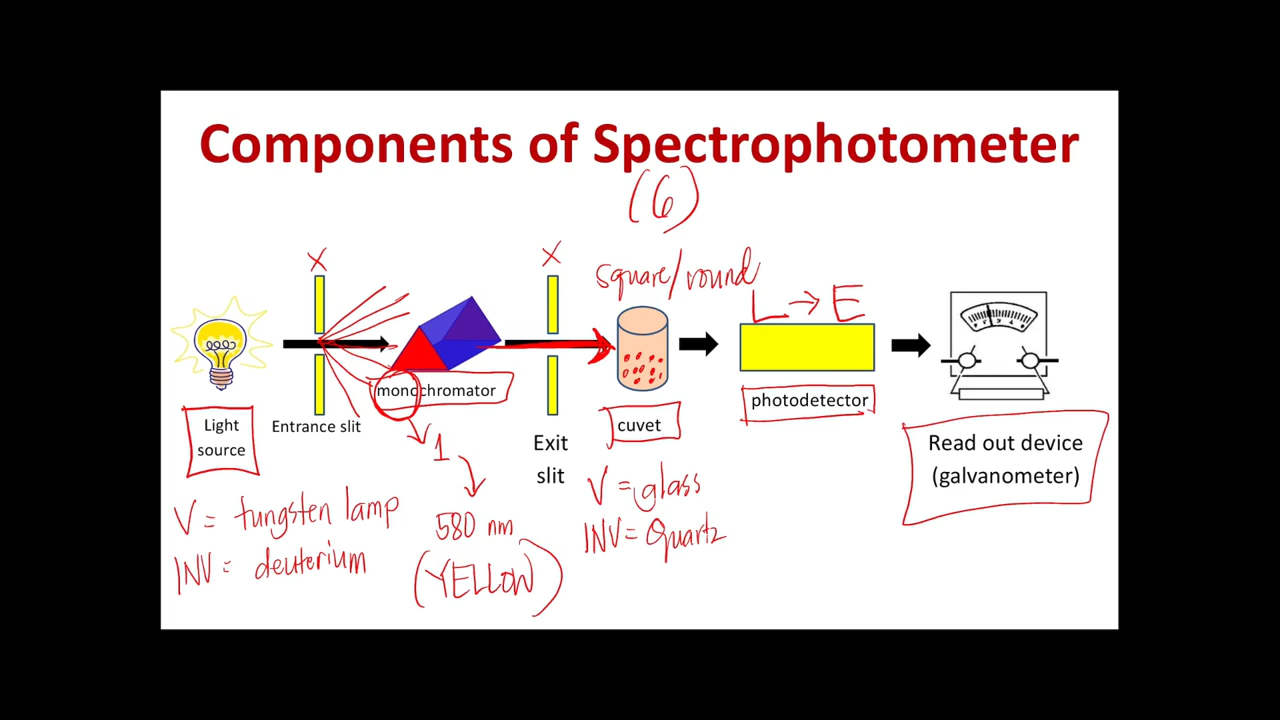 Components of Spectrophotometer
(6)
X
X
square/round
L → E
monochromator
photodetector
Light
source
Entrance slit
cuvet
1
Exit
slit
Read out device
(galvanometer)
V = tungsten lamp
INV = deuterium
580 nm
(YELLOW)
V = glass
INV = Quartz